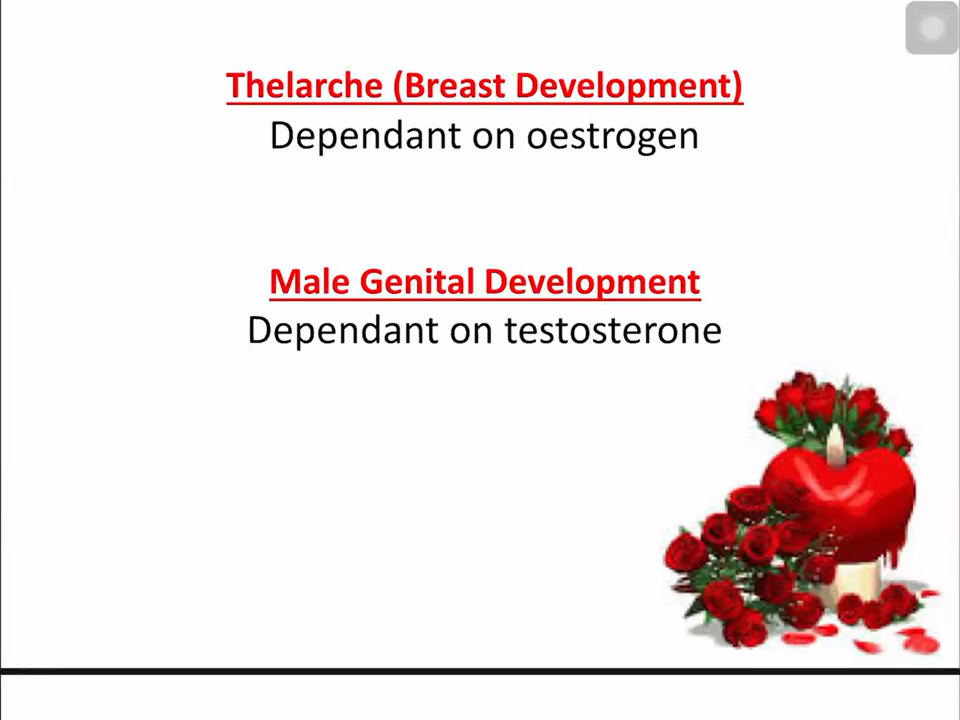 Thelarche (Breast Development)
Dependant on oestrogen
Male Genital Development
Dependant on testosterone